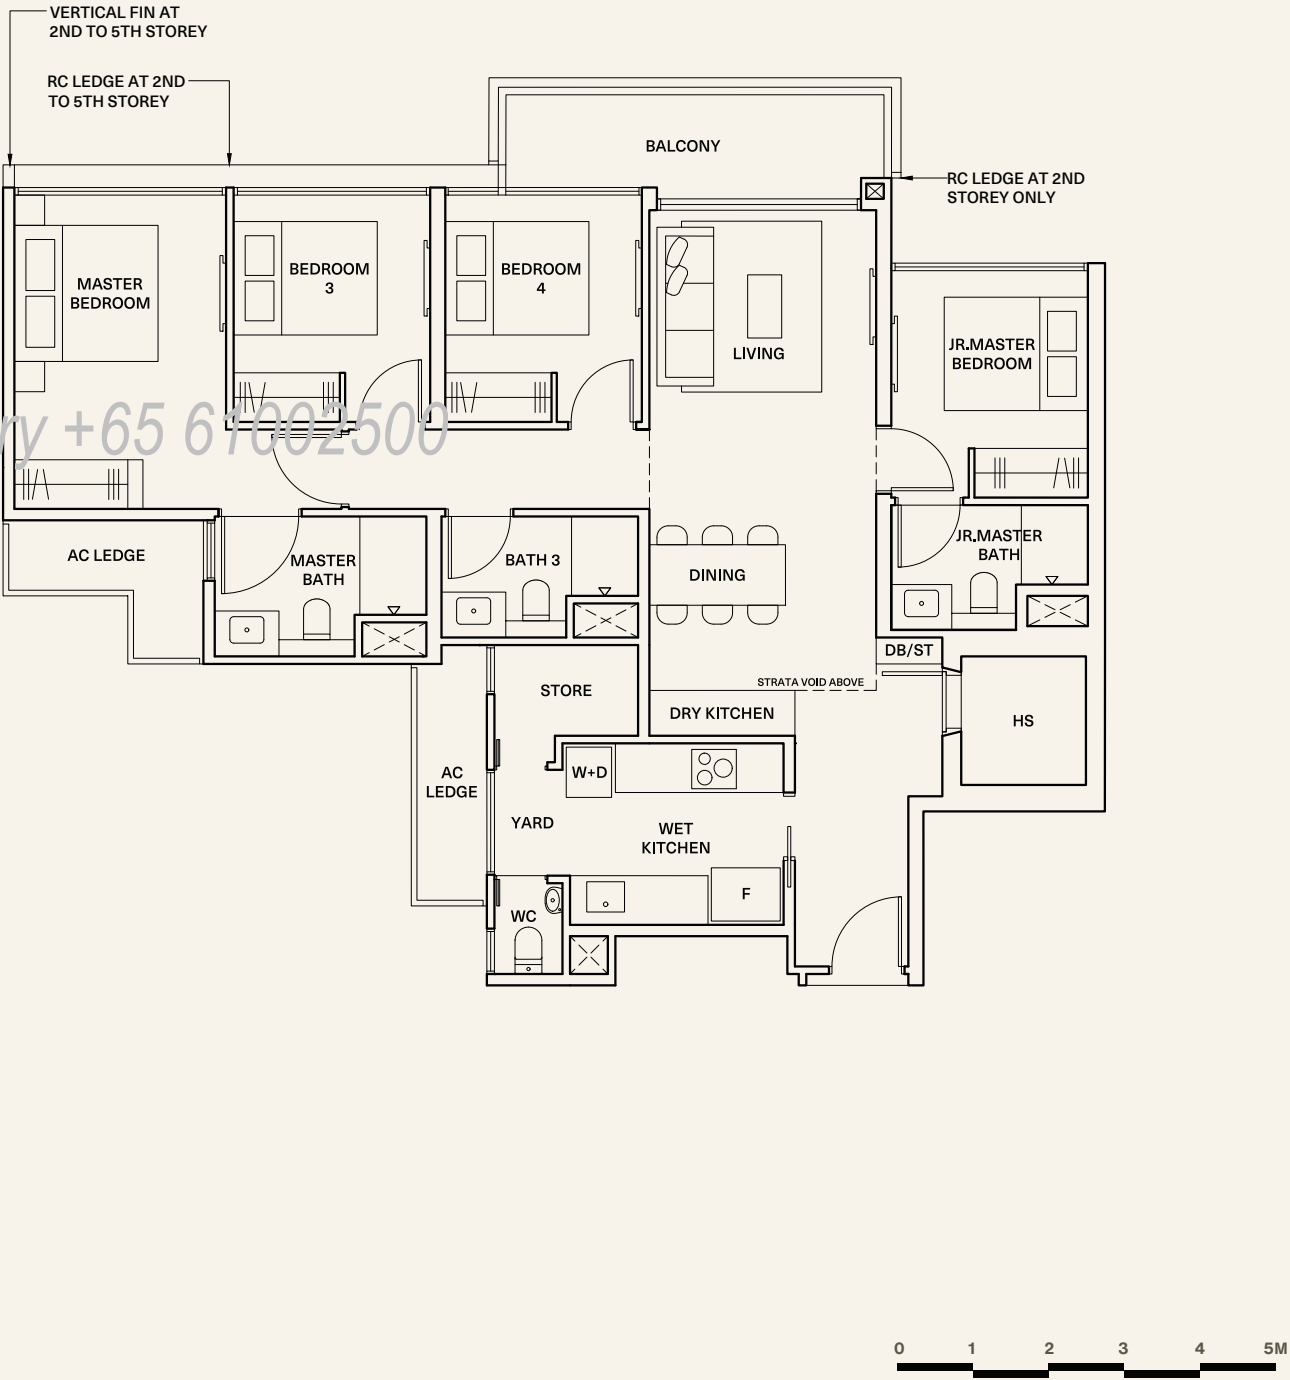 VERTICAL FIN AT
2ND TO 5TH STOREY
RC LEDGE AT 2ND
TO 5TH STOREY
BALCONY
RC LEDGE AT 2ND
STOREY ONLY
MASTER
BEDROOM
BEDROOM
3
BEDROOM
4
LIVING
JR.MASTER
BEDROOM
ry +65 61002500
AC LEDGE
MASTER
BATH
BATH 3
DINING
JR.MASTER
BATH
DB/ST
STORE
STRATA VOID ABOVE
DRY KITCHEN
HS
AC
LEDGE
W+D
YARD
WET
KITCHEN
F
WC
0 1 2 3 4 5M